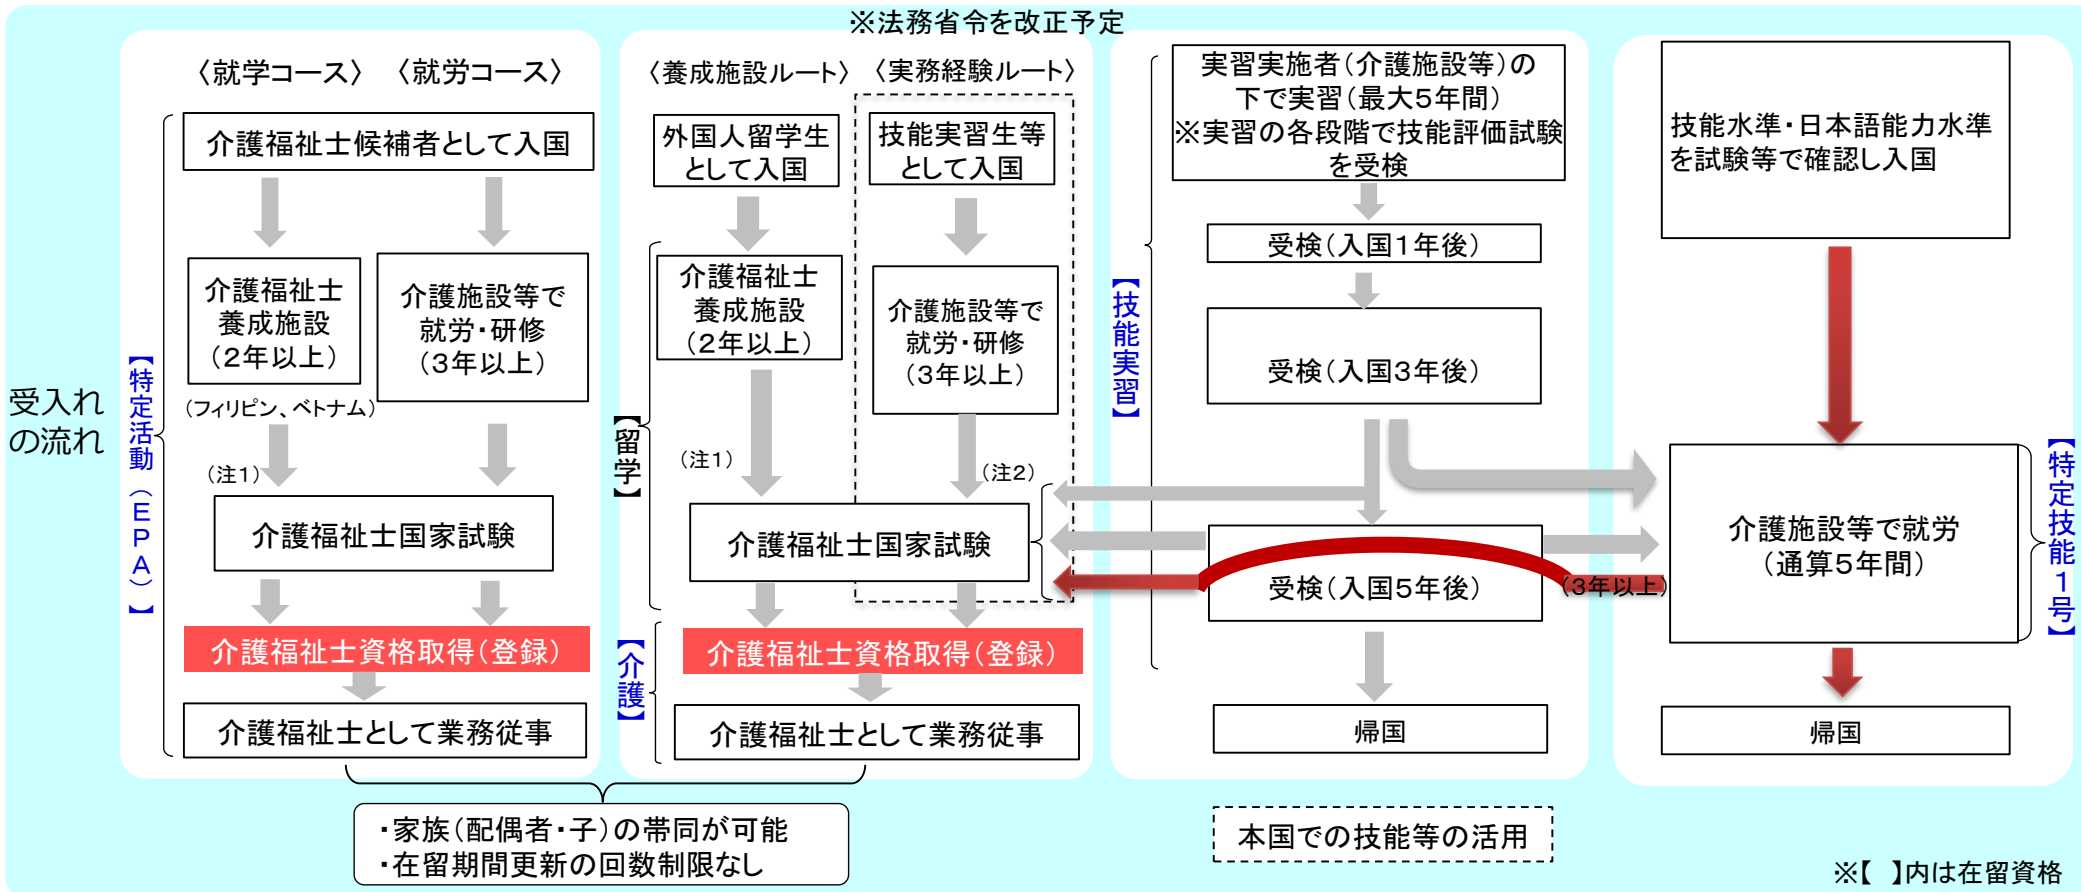 ※法務省令を改正予定
受入れ
の流れ
〈就学コース〉
〈就労コース〉
介護福祉士候補者として入国
介護福祉士
養成施設
(2年以上)
介護施設等で
就労・研修
(3年以上)
(フィリピン、ベトナム)
(注1)
介護福祉士国家試験
介護福祉士資格取得(登録)
介護福祉士として業務従事
【特定活動(EPA)】
〈養成施設ルート〉
〈実務経験ルート〉
外国人留学生
として入国
技能実習生等
として入国
介護福祉士
養成施設
(2年以上)
介護施設等で
就労・研修
(3年以上)
(注1)
(注2)
介護福祉士国家試験
介護福祉士資格取得(登録)
介護福祉士として業務従事
【留学】
【介護】
・家族(配偶者・子)の帯同が可能
・在留期間更新の回数制限なし
【技能実習】
実習実施者(介護施設等)の
下で実習(最大5年間)
※実習の各段階で技能評価試験
を受検
受検(入国1年後)
受検(入国3年後)
受検(入国5年後)
帰国
本国での技能等の活用
技能水準・日本語能力水準
を試験等で確認し入国
介護施設等で就労
(通算5年間)
(3年以上)
帰国
【特定技能1号】
※【 】内は在留資格